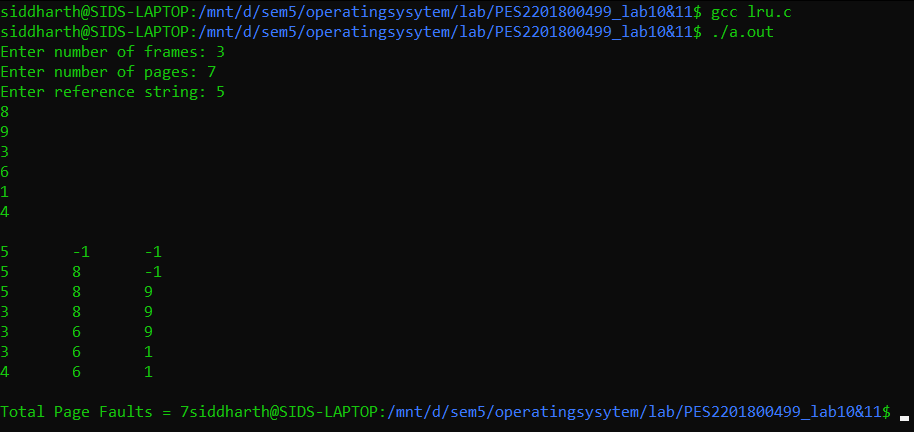 siddharth@SIDS-LAPTOP:/mnt/d/sem5/operatingsysytem/lab/PES2201800499_lab10&11$ gcc lru.c
siddharth@SIDS-LAPTOP:/mnt/d/sem5/operatingsysytem/lab/PES2201800499_lab10&11$ ./a.out
Enter number of frames: 3
Enter number of pages: 7
Enter reference string: 5
8
9
3
6
1
4
5 -1 -1
5 8 -1
5 8 9
3 8 9
3 6 9
3 6 1
4 6 1
Total Page Faults = 7siddharth@SIDS-LAPTOP:/mnt/d/sem5/operatingsysytem/lab/PES2201800499_lab10&11$